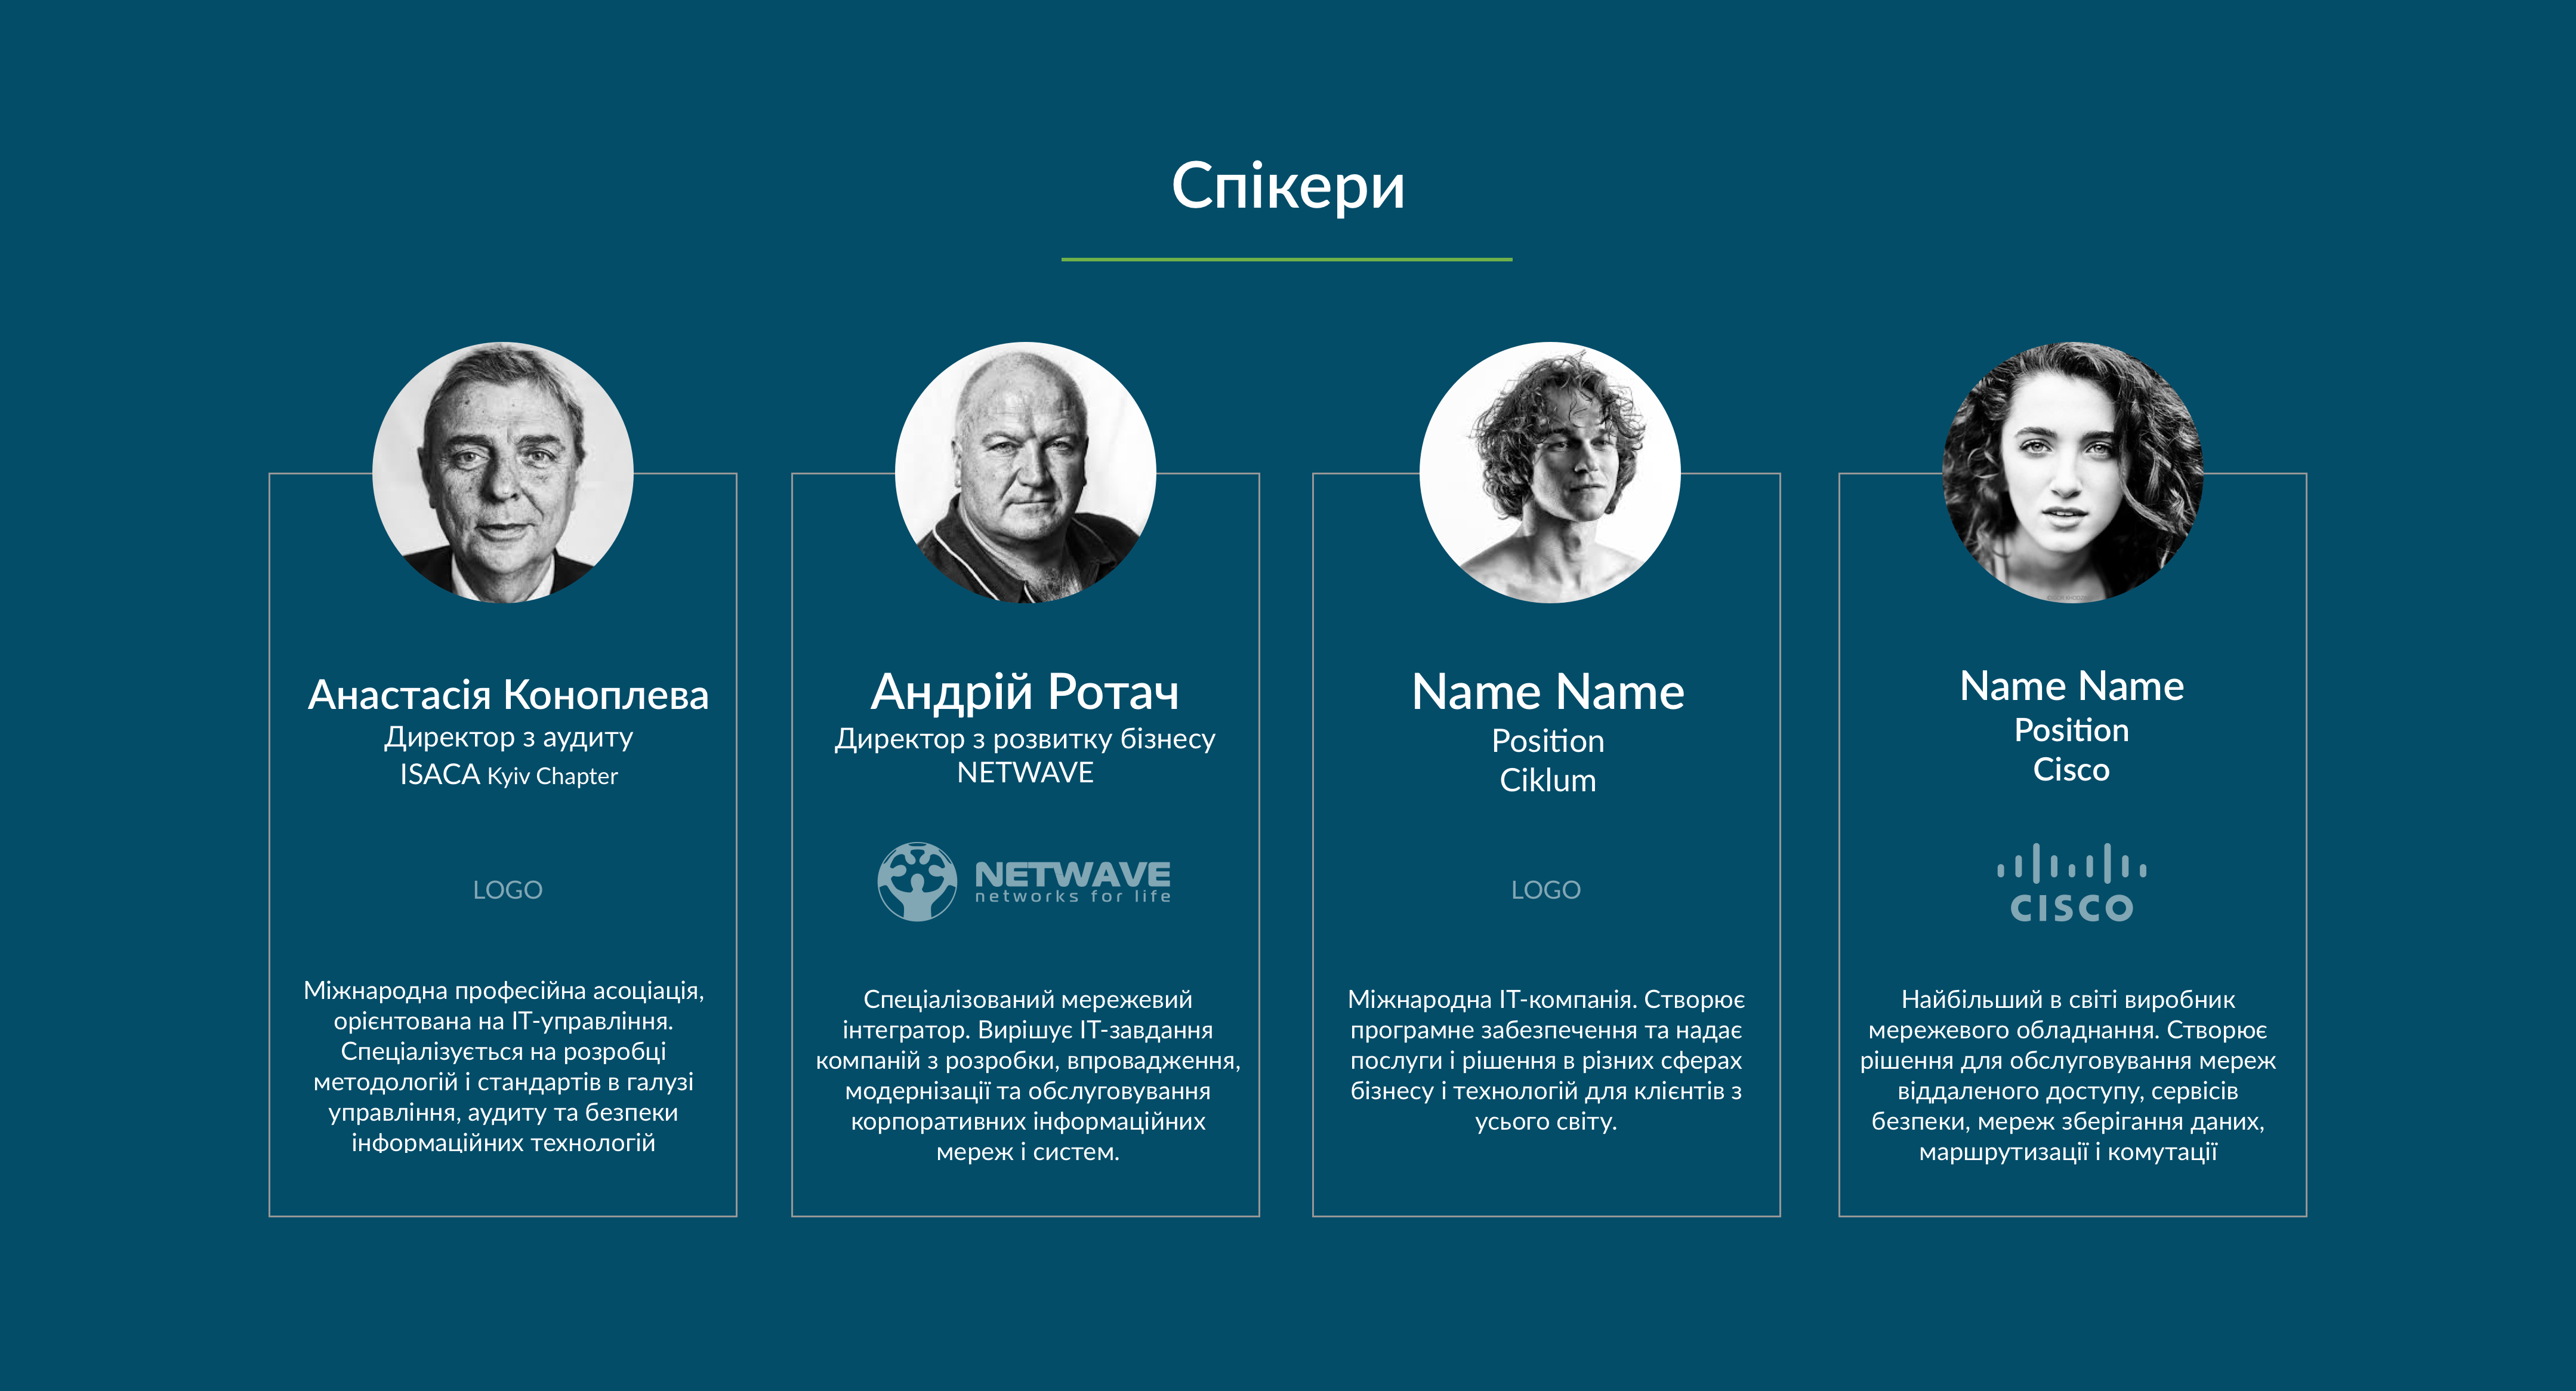 Спікери
Анастасія Коноплева
Директор з аудиту
ISACA Kyiv Chapter
LOGO
Міжнародна професійна асоціація,
орієнтована на ІТ-управління.
Спеціалізується на розробці
методологій і стандартів в галузі
управління, аудиту та безпеки
інформаційних технологій
Андрій Ротач
Директор з розвитку бізнесу
NETWAVE
NETWAVE
networks for life
Спеціалізований мережевий
інтегратор. Вирішує ІТ-завдання
компаній з розробки, впровадження,
модернізації та обслуговування
корпоративних інформаційних
мереж і систем.
Name Name
Position
Ciklum
LOGO
Міжнародна ІТ-компанія. Створює
програмне забезпечення та надає
послуги і рішення в різних сферах
бізнесу і технологій для клієнтів з
усього світу.
Name Name
Position
Cisco
CISCO
Найбільший в світі виробник
мережевого обладнання. Створює
рішення для обслуговування мереж
віддаленого доступу, сервісів
безпеки, мереж зберігання даних,
маршрутизації і комутації